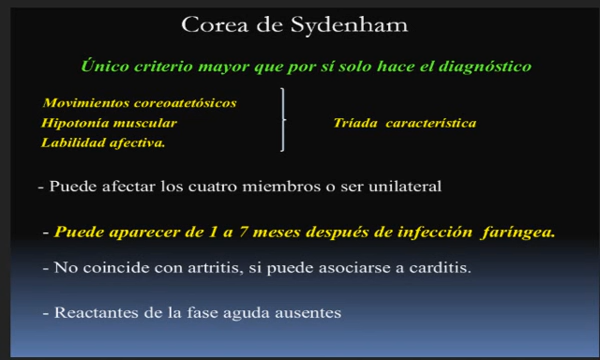 Corea de Sydenham
Único criterio mayor que por sí solo hace el diagnóstico
Movimientos coreoatetósicos
Hipotonía muscular
Tríada característica
Labilidad afectiva.
- Puede afectar los cuatro miembros o ser unilateral
- Puede aparecer de 1 a 7 meses después de infección faríngea.
- No coincide con artritis, si puede asociarse a carditis.
- Reactantes de la fase aguda ausentes